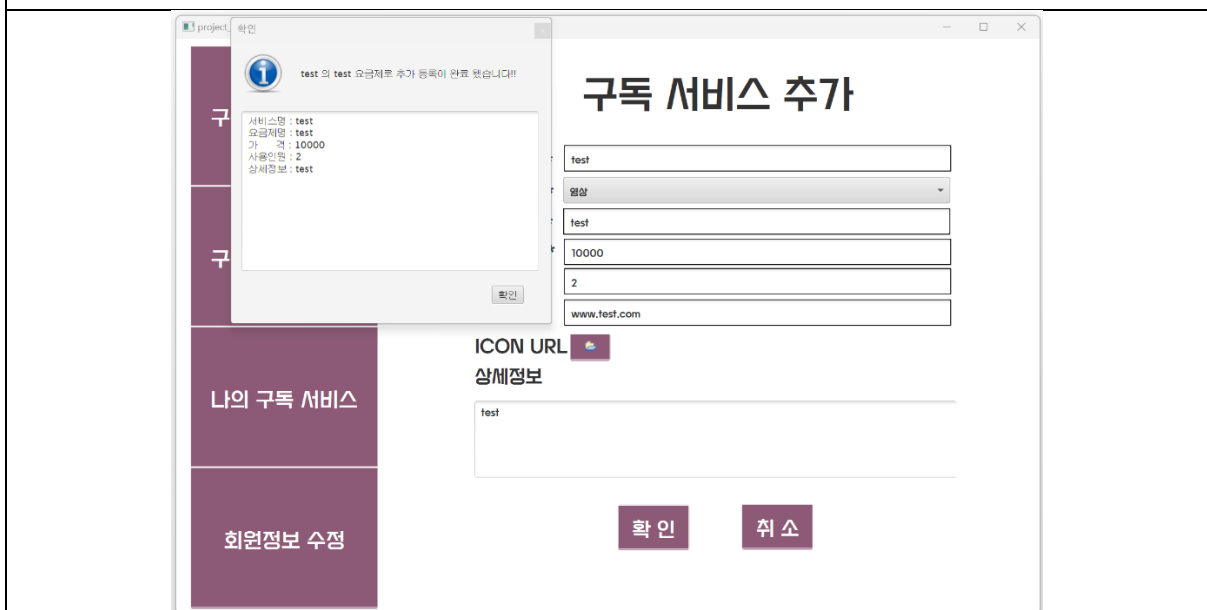 project_
확인
test 의 test 요금제로 추가 등록이 완료 됐습니다!!
서비스명 : test
요금제명 : test
가 격 : 10000
사용인원 : 2
상세정보 : test
확인
구
구
나의 구독 서비스
회원정보 수정
구독 서비스 추가
* test
* 영상
* test
* 10000
2
www.test.com
ICON URL
상세정보
test
확 인
취 소